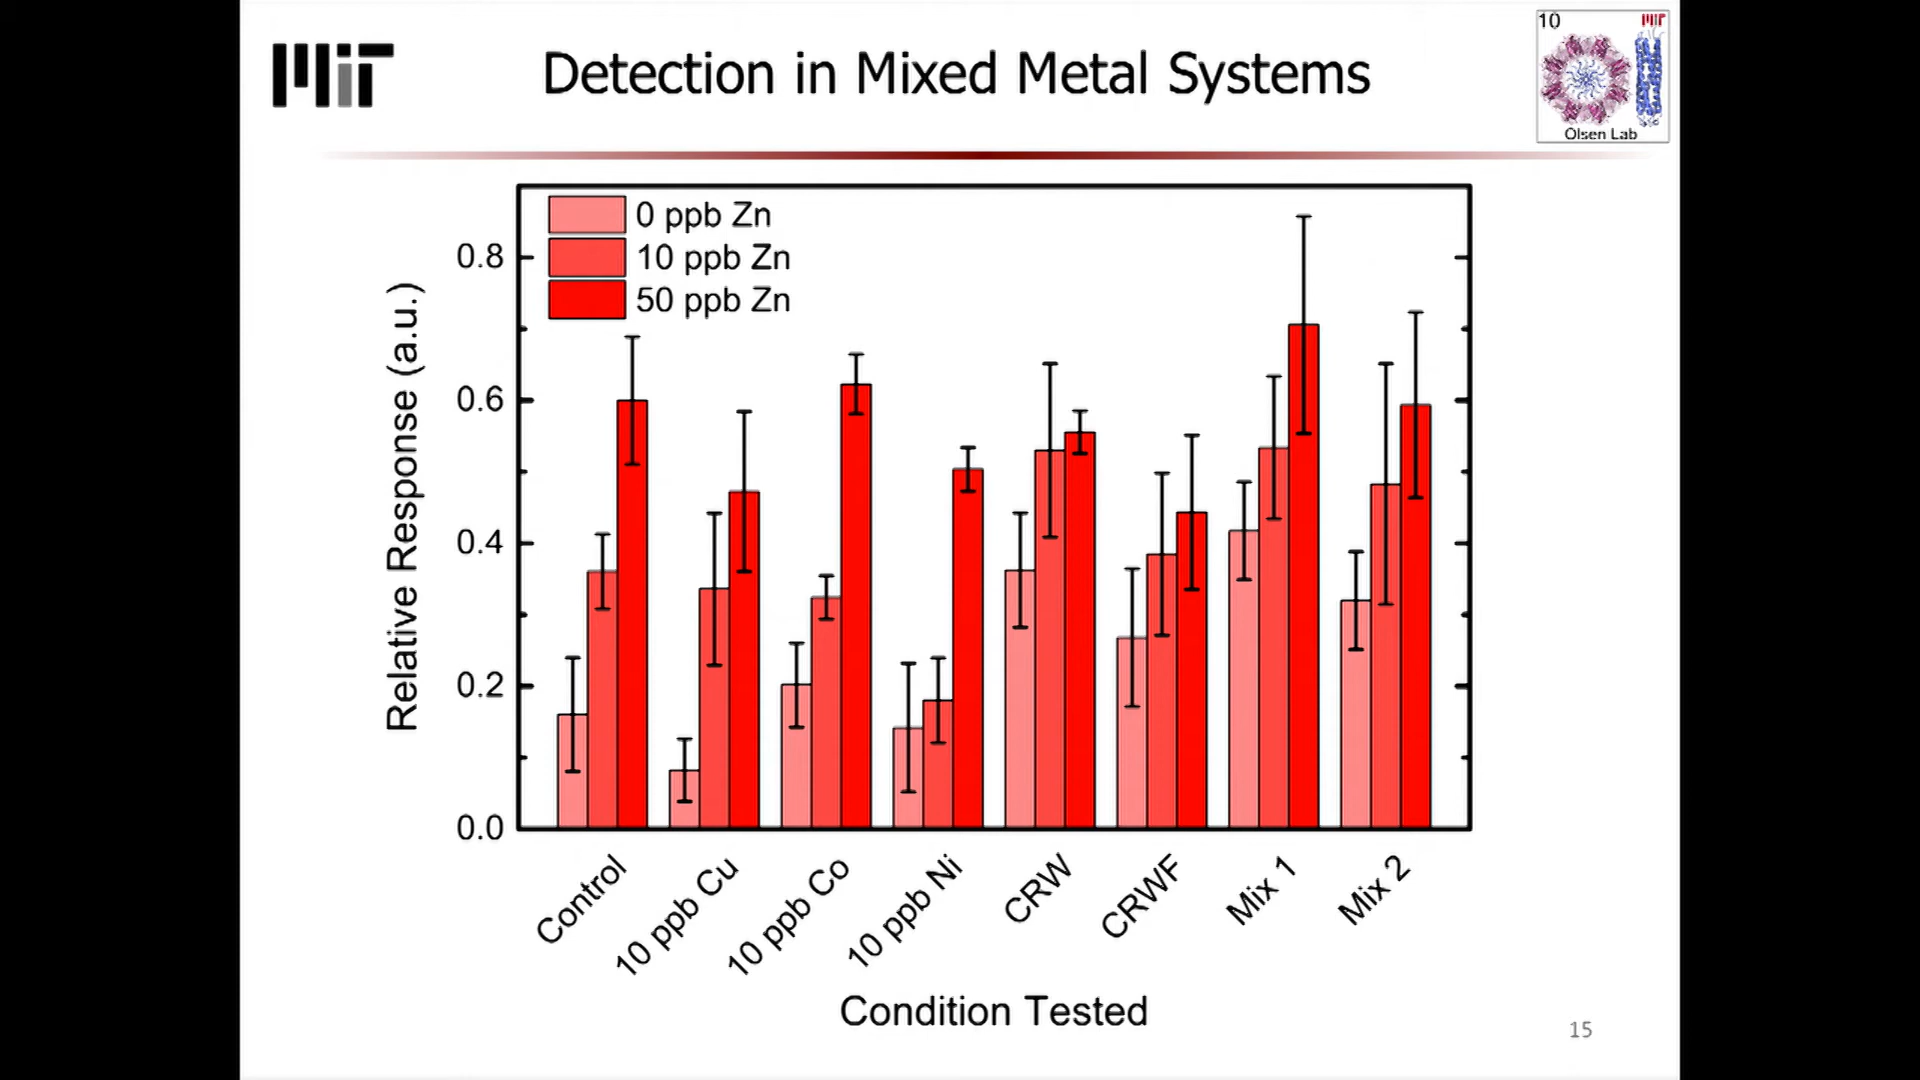 MIT
Detection in Mixed Metal Systems
10
MIT
Olsen Lab
0 ppb Zn
10 ppb Zn
50 ppb Zn
Relative Response (a.u.)
0.8
0.6
0.4
0.2
0.0
Control
10 ppb Cu
10 ppb Co
10 ppb Ni
CRW
CRWF
Mix 1
Mix 2
Condition Tested
15